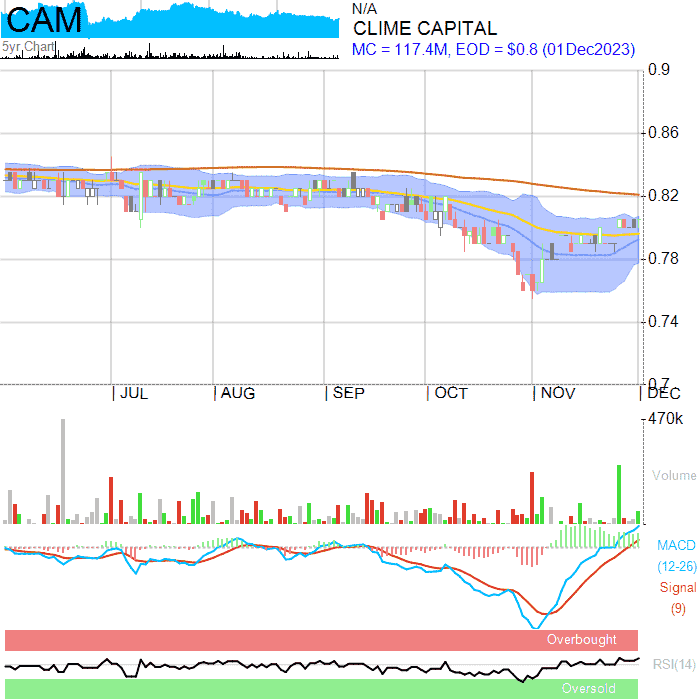 CAM
5yr Chart
N/A
CLIME CAPITAL
MC = 117.4M, EOD = $0.8 (01Dec2023)
0.9
0.86
0.82
0.78
0.74
0.7
JUL AUG SEP OCT NOV DEC
470k
Volume
MACD
(12-26)
Signal
(9)
Overbought
RSI(14)
Oversold